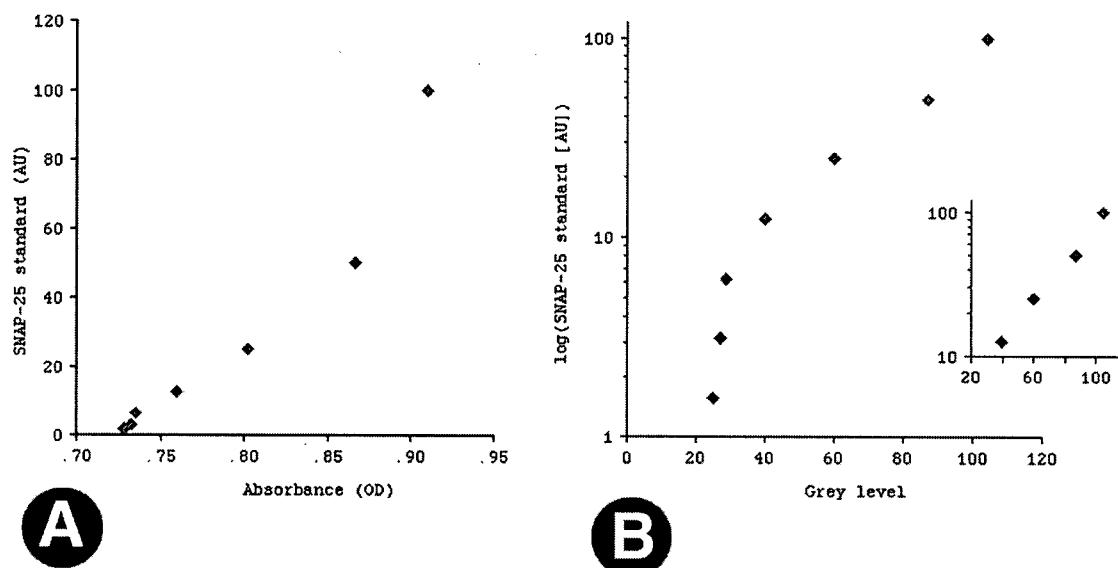 120
100
80
60
40
20
0
SNAP-25 standard (AU)
.70 .75 .80 .85 .90 .95
Absorbance (OD)
A
100
10
1
log(SNAP-25 standard [AU])
0 20 40 60 80 100 120
Grey level
100
10
20 60 100
B